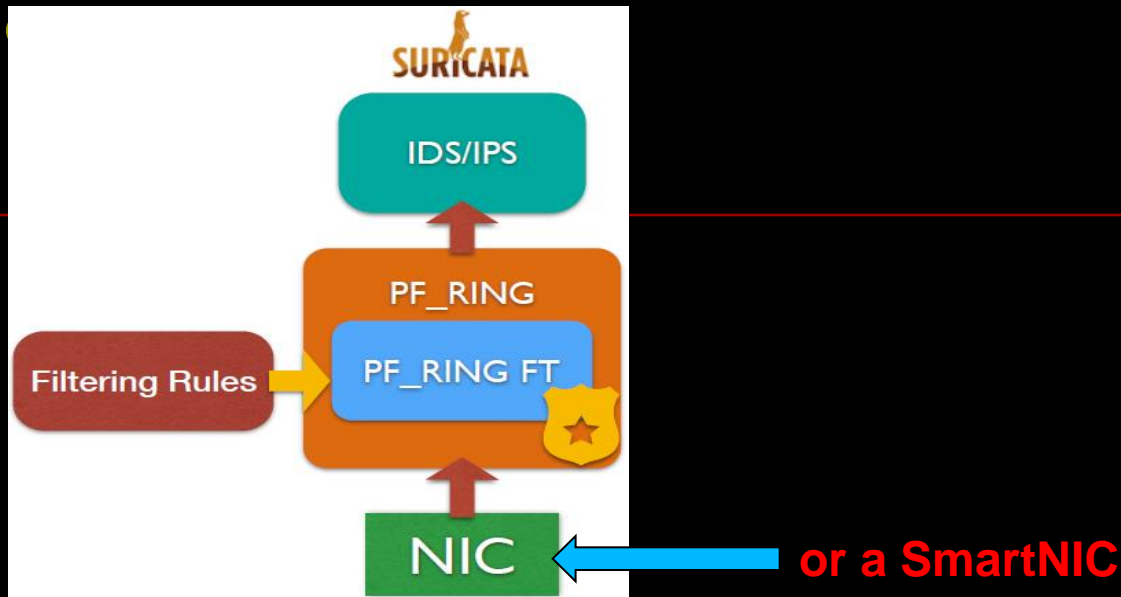 SURICATA
IDS/IPS
PF_RING
PF_RING FT
Filtering Rules
NIC
or a SmartNIC